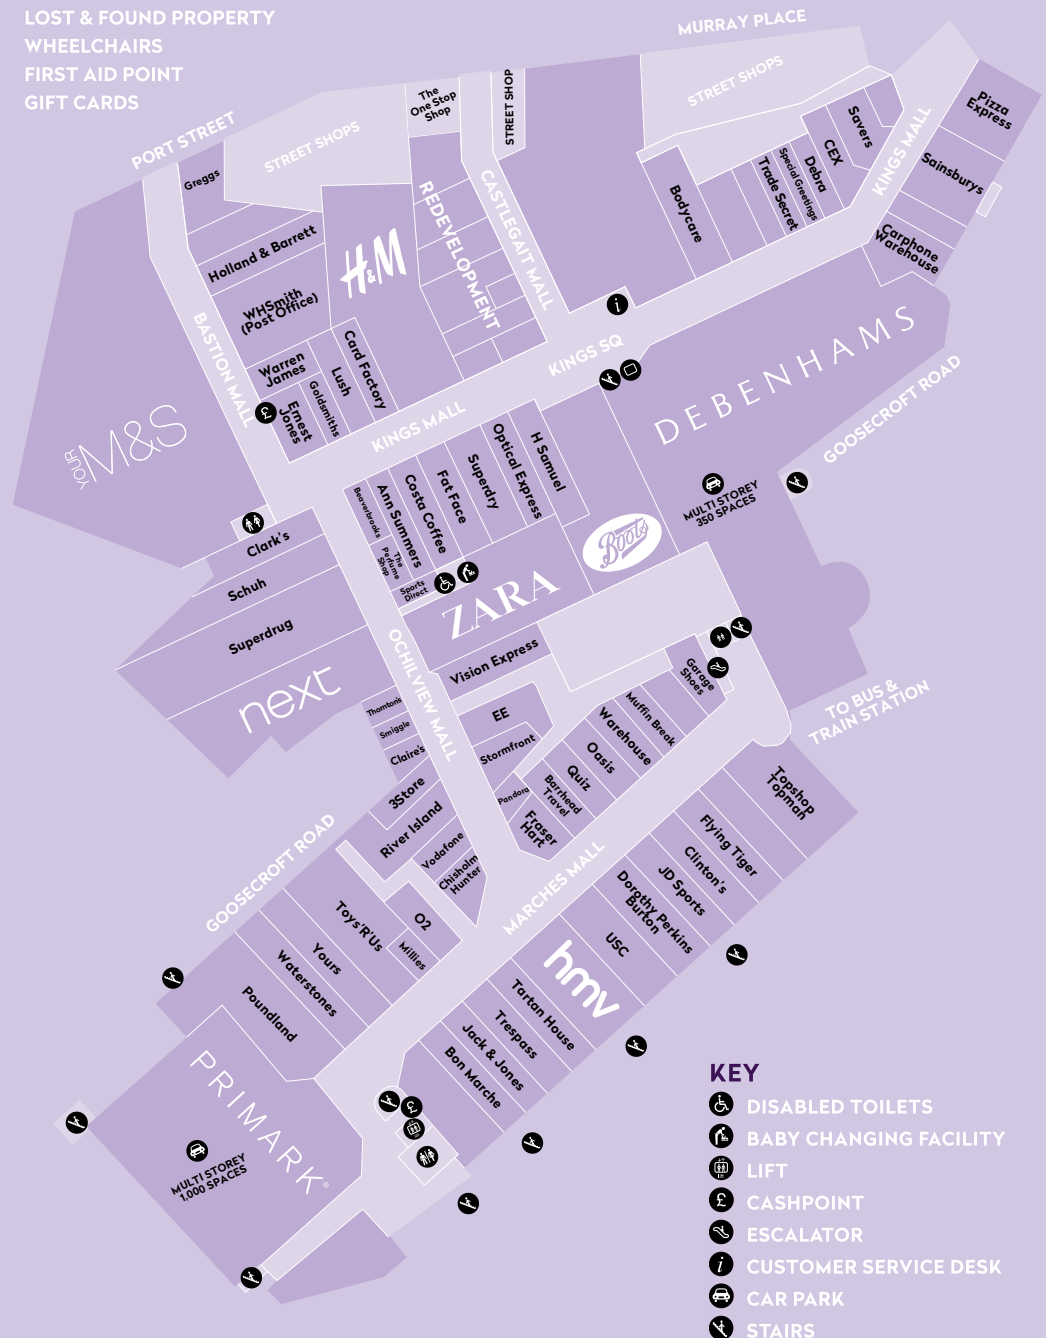 LOST & FOUND PROPERTY
WHEELCHAIRS
FIRST AID POINT
GIFT CARDS
MURRAY PLACE
STREET SHOPS
PORT STREET
STREET SHOPS
The
One Stop
Shop
STREET SHOP
Greggs
Holland & Barrett
WHSmith
(Post Office)
H&M
REDEVELOPMENT
CASTLEGAIT MALL
BASTION MALL
Warren
James
Ernest
Jones
Goldsmiths
Lush
Card Factory
YOUR
M&S
Bodycare
Trade Secret
Special Greetings
Debra
CEX
Savers
KINGS MALL
Pizza
Express
Sainsburys
Carphone
Warehouse
i
KINGS SQ
KINGS MALL
DEBENHAMS
GOOSECROFT ROAD
MULTI STOREY
350 SPACES
£
Clark's
Schuh
Superdrug
next
Beaverbrooks
Ann Summers
The
Perfume
Shop
Costa Coffee
Fat Face
Superdry
Optical Express
H Samuel
Sports
Direct
Boots
ZARA
Vision Express
OCHILVIEW MALL
Thornton's
Smiggle
Claire's
3Store
River Island
Vodafone
Chisholm
Hunter
EE
Stormfront
Pandora
Fraser
Hart
Barrhead
Travel
Quiz
Oasis
Warehouse
Muffin Break
Garage
Shoes
TO BUS &
TRAIN STATION
Topshop
Topman
Flying Tiger
Clinton's
JD Sports
Dorothy Perkins
Burton
USC
hmv
Tartan House
Trespass
Jack & Jones
Bon Marche
MARCHES MALL
GOOSECROFT ROAD
O2
Millies
Toys'R'Us
Yours
Waterstones
Poundland
PRIMARK®
MULTI STOREY
1,000 SPACES
£
KEY
DISABLED TOILETS
BABY CHANGING FACILITY
LIFT
£ CASHPOINT
ESCALATOR
i CUSTOMER SERVICE DESK
CAR PARK
STAIRS